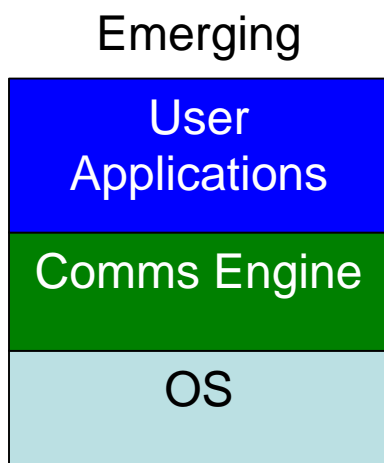 Emerging
User
Applications
Comms Engine
OS